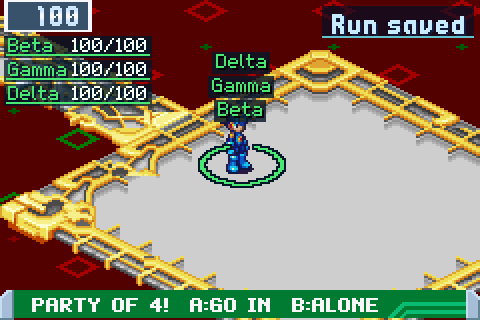 100
Run saved
Beta 100/100
Gamma 100/100
Delta 100/100
Delta
Gamma
Beta
PARTY OF 4! A:GO IN B:ALONE